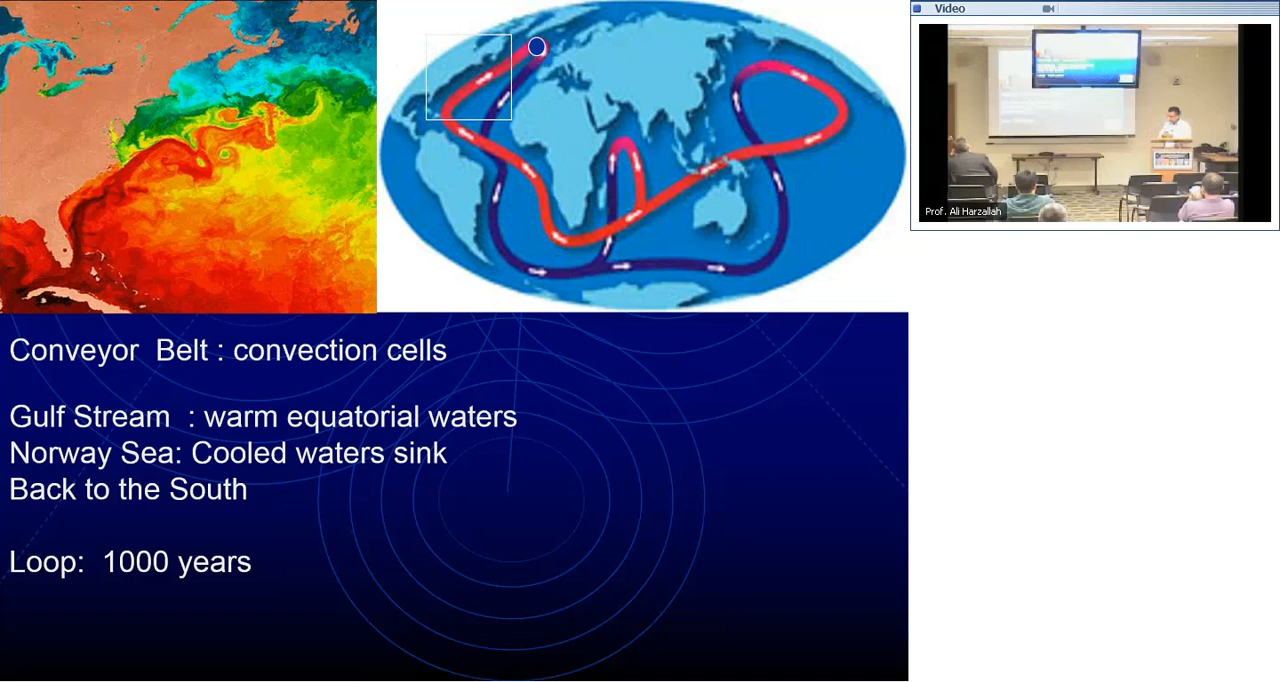 Video
Prof. Ali Harzallah
Conveyor Belt : convection cells
Gulf Stream : warm equatorial waters
Norway Sea: Cooled waters sink
Back to the South
Loop: 1000 years